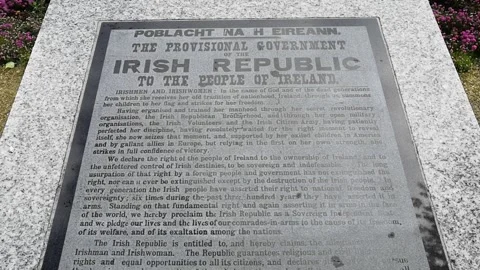 POBLACHT NA H EIREANN.
THE PROVISIONAL GOVERNMENT
OF THE
IRISH REPUBLIC
TO THE PEOPLE OF IRELAND.
IRISHMEN AND IRISHWOMEN: In the name of God and of the dead generations
from which she receives her old tradition of nationhood, Ireland, through us, summons
her children to her flag and strikes for her freedom.
Having organised and trained her manhood through her secret revolutionary
organisation, the Irish Republican Brotherhood, and through her open military
organisations, the Irish Volunteers and the Irish Citizen Army, having patiently
perfected her discipline, having resolutely waited for the right moment to reveal
itself, she now seizes that moment, and, supported by her exiled children in America
and by gallant allies in Europe, but relying in the first on her own strength, she
strikes in full confidence of victory.
We declare the right of the people of Ireland to the ownership of Ireland, and to
the unfettered control of Irish destinies, to be sovereign and indefeasible. The long
usurpation of that right by a foreign people and government has not extinguished the
right, nor can it ever be extinguished except by the destruction of the Irish people. In
every generation the Irish people have asserted their right to national freedom and
sovereignty; six times during the past three hundred years they have asserted it in
arms. Standing on that fundamental right and again asserting it in arms in the face
of the world, we hereby proclaim the Irish Republic as a Sovereign Independent State,
and we pledge our lives and the lives of our comrades-in-arms to the cause of its freedom,
of its welfare, and of its exaltation among the nations.
The Irish Republic is entitled to, and hereby claims, the
Irishman and Irishwoman. The Republic guarantees religious and
rights and equal opportunities to all its citizens, and declares